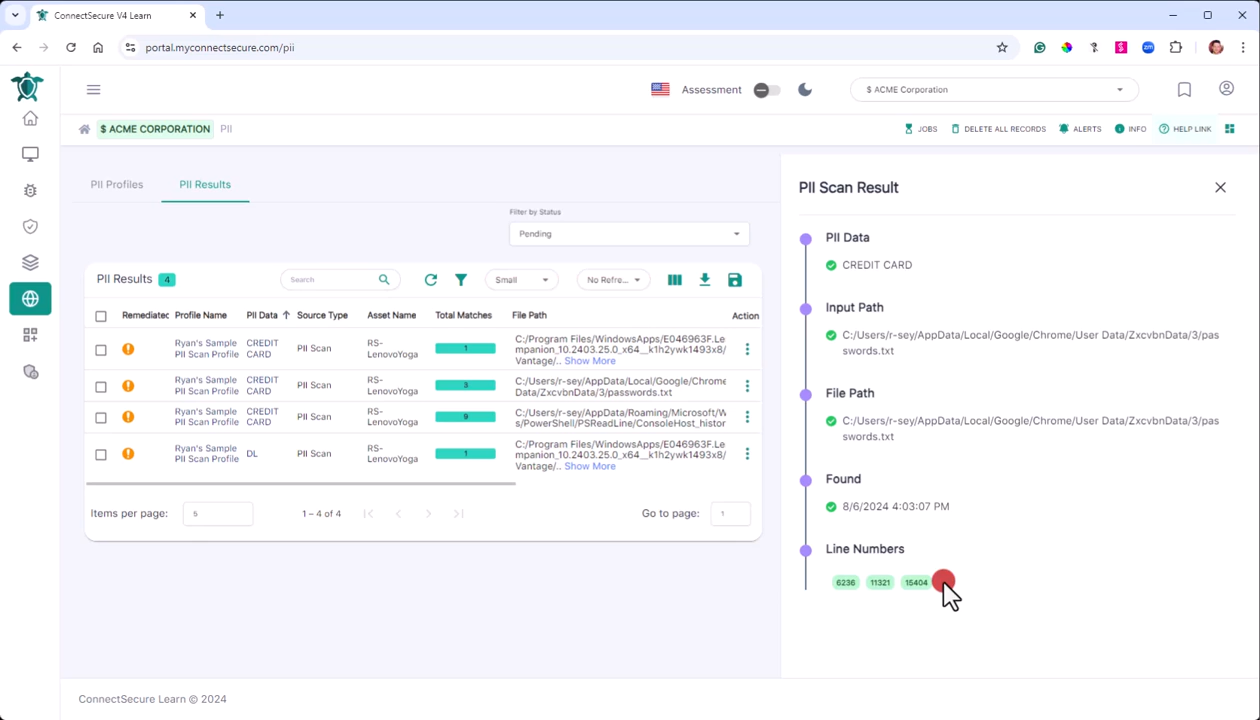 ConnectSecure V4 Learn
portal.myconnectsecure.com/pii
zm
Assessment
$ ACME Corporation
$ ACME CORPORATION PII
JOBS DELETE ALL RECORDS ALERTS INFO HELP LINK
PII Profiles PII Results
Filter by Status
Pending
PII Results 4
Search
Small
No Refre...
Remediated Profile Name PII Data Source Type Asset Name Total Matches File Path Action
Ryan's Sample PII Scan Profile CREDIT CARD PII Scan RS-LenovoYoga 1
C:/Program Files/WindowsApps/E046963F.Le
mpanion_10.2403.25.0_x64__k1h2ywk1493x8/
Vantage/.. Show More
Ryan's Sample PII Scan Profile CREDIT CARD PII Scan RS-LenovoYoga 3
C:/Users/r-sey/AppData/Local/Google/Chrome
Data/ZxcvbnData/3/passwords.txt
Ryan's Sample PII Scan Profile CREDIT CARD PII Scan RS-LenovoYoga 9
C:/Users/r-sey/AppData/Roaming/Microsoft/W
s/PowerShell/PSReadLine/ConsoleHost_histor
Ryan's Sample PII Scan Profile DL PII Scan RS-LenovoYoga 1
C:/Program Files/WindowsApps/E046963F.Le
mpanion_10.2403.25.0_x64__k1h2ywk1493x8/
Vantage/.. Show More
Items per page: 5 1 – 4 of 4 Go to page: 1
PII Scan Result
PII Data
CREDIT CARD
Input Path
C:/Users/r-sey/AppData/Local/Google/Chrome/User Data/ZxcvbnData/3/pas
swords.txt
File Path
C:/Users/r-sey/AppData/Local/Google/Chrome/User Data/ZxcvbnData/3/pas
swords.txt
Found
8/6/2024 4:03:07 PM
Line Numbers
6236 11321 15404
ConnectSecure Learn © 2024